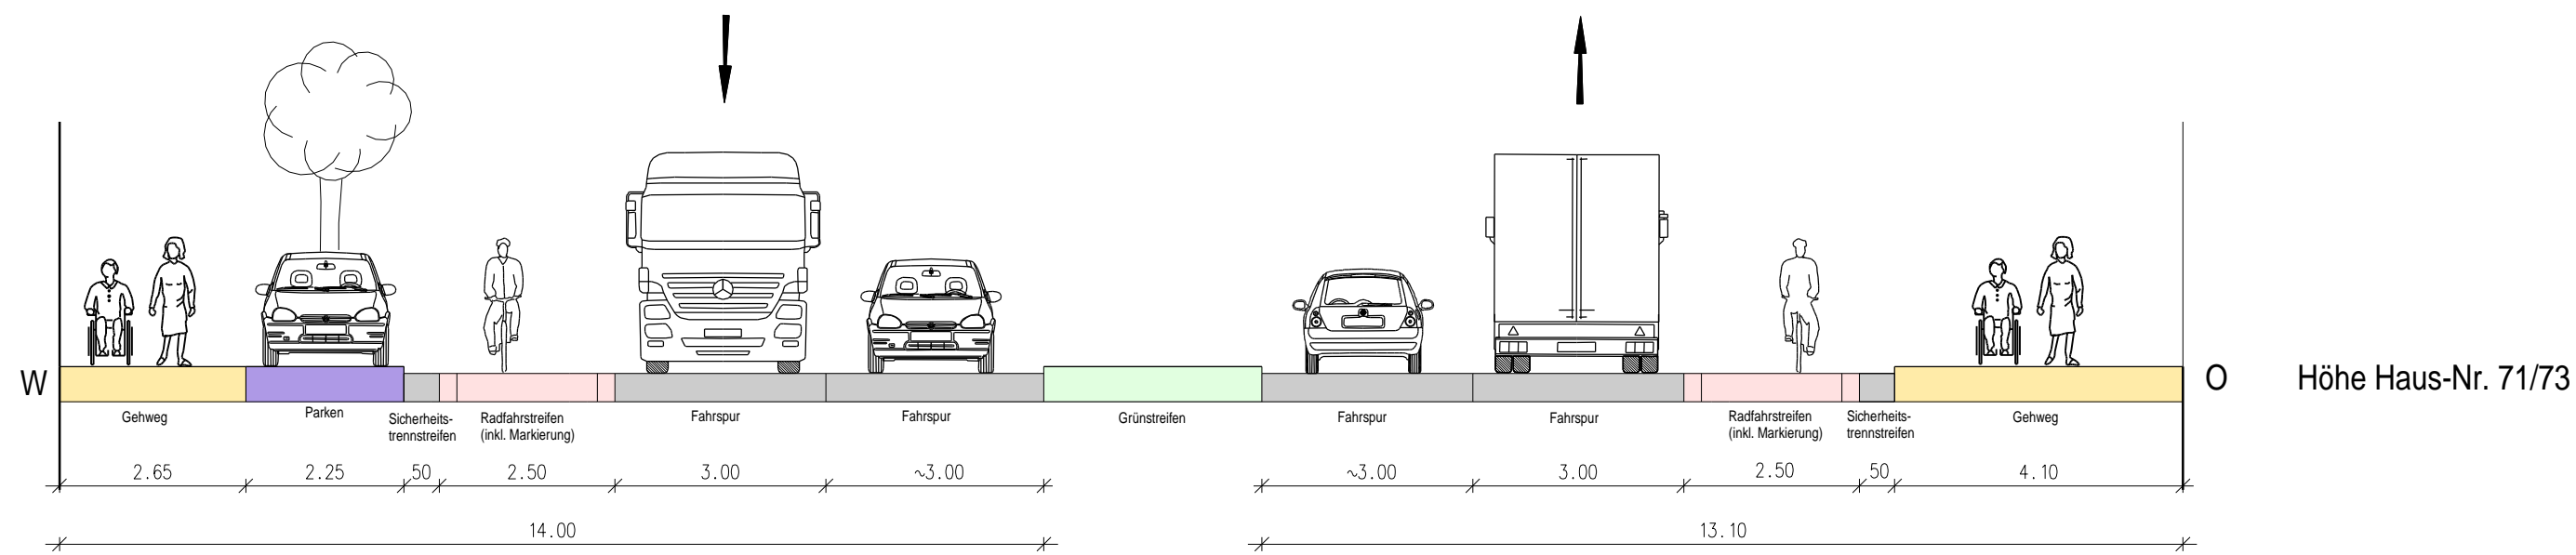 W
O
Höhe Haus-Nr. 71/73
Gehweg
Parken
Sicherheits-
trennstreifen
Radfahrstreifen
(inkl. Markierung)
Fahrspur
Fahrspur
Grünstreifen
Fahrspur
Fahrspur
Radfahrstreifen
(inkl. Markierung)
Sicherheits-
trennstreifen
Gehweg
2.65
2.25
50
2.50
3.00
~3.00
~3.00
3.00
2.50
50
4.10
14.00
13.10